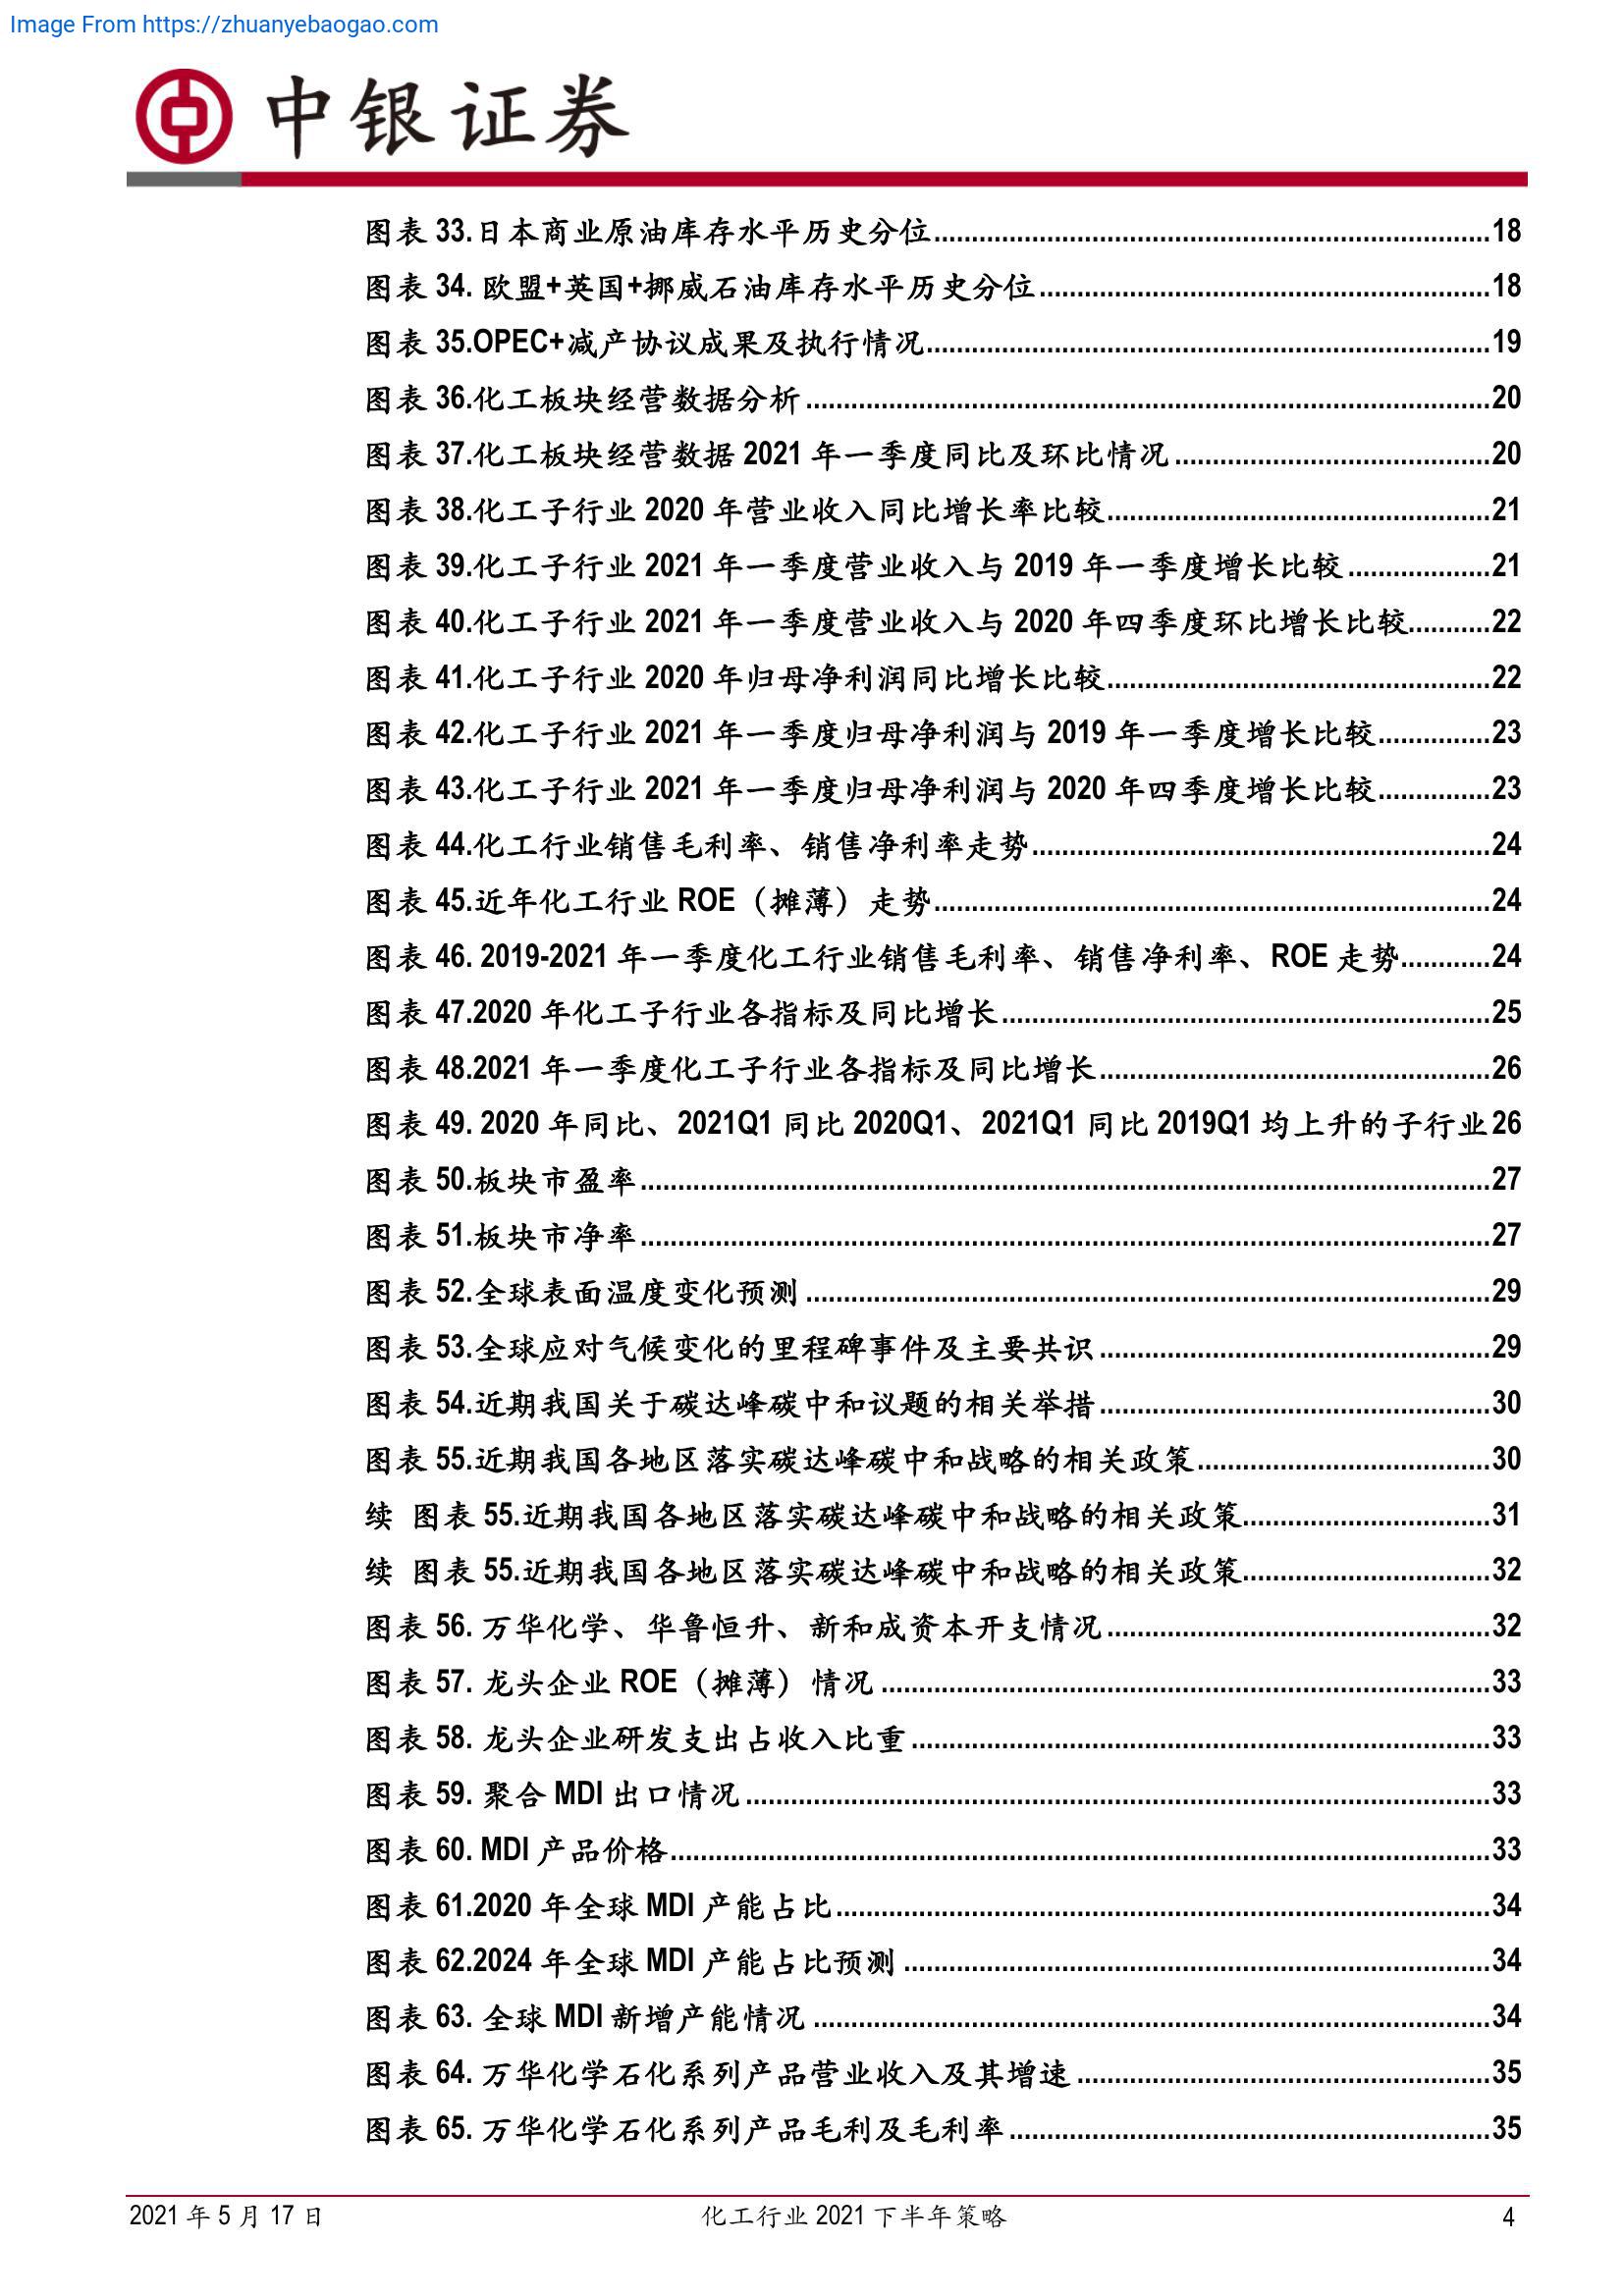 Image From https://zhuanyebaogao.com
中银证券
图表 33.日本商业原油库存水平历史分位..........18
图表 34. 欧盟+英国+挪威石油库存水平历史分位..........18
图表 35.OPEC+减产协议成果及执行情况..........19
图表 36.化工板块经营数据分析..........20
图表 37.化工板块经营数据 2021 年一季度同比及环比情况..........20
图表 38.化工子行业 2020 年营业收入同比增长率比较..........21
图表 39.化工子行业 2021 年一季度营业收入与 2019 年一季度增长比较..........21
图表 40.化工子行业 2021 年一季度营业收入与 2020 年四季度环比增长比较..........22
图表 41.化工子行业 2020 年归母净利润同比增长比较..........22
图表 42.化工子行业 2021 年一季度归母净利润与 2019 年一季度增长比较..........23
图表 43.化工子行业 2021 年一季度归母净利润与 2020 年四季度增长比较..........23
图表 44.化工行业销售毛利率、销售净利率走势..........24
图表 45.近年化工行业 ROE（摊薄）走势..........24
图表 46. 2019-2021 年一季度化工行业销售毛利率、销售净利率、ROE 走势..........24
图表 47.2020 年化工子行业各指标及同比增长..........25
图表 48.2021 年一季度化工子行业各指标及同比增长..........26
图表 49. 2020 年同比、2021Q1 同比 2020Q1、2021Q1 同比 2019Q1 均上升的子行业26
图表 50.板块市盈率..........27
图表 51.板块市净率..........27
图表 52.全球表面温度变化预测..........29
图表 53.全球应对气候变化的里程碑事件及主要共识..........29
图表 54.近期我国关于碳达峰碳中和议题的相关举措..........30
图表 55.近期我国各地区落实碳达峰碳中和战略的相关政策..........30
续 图表 55.近期我国各地区落实碳达峰碳中和战略的相关政策..........31
续 图表 55.近期我国各地区落实碳达峰碳中和战略的相关政策..........32
图表 56. 万华化学、华鲁恒升、新和成资本开支情况..........32
图表 57. 龙头企业 ROE（摊薄）情况..........33
图表 58. 龙头企业研发支出占收入比重..........33
图表 59. 聚合 MDI 出口情况..........33
图表 60. MDI 产品价格..........33
图表 61.2020 年全球 MDI 产能占比..........34
图表 62.2024 年全球 MDI 产能占比预测..........34
图表 63. 全球 MDI 新增产能情况..........34
图表 64. 万华化学石化系列产品营业收入及其增速..........35
图表 65. 万华化学石化系列产品毛利及毛利率..........35
2021 年 5 月 17 日 化工行业 2021 下半年策略 4